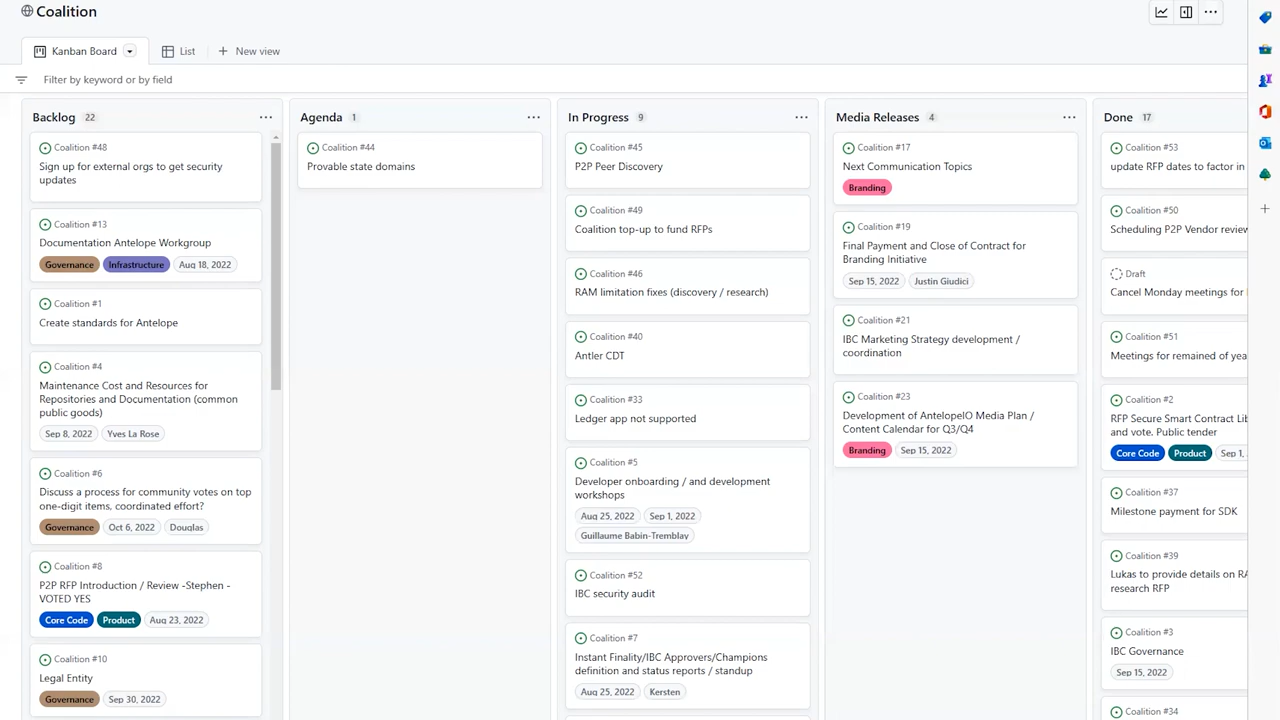 Coalition
Kanban Board
List
New view
Filter by keyword or by field
Backlog 22
Coalition #48
Sign up for external orgs to get security
updates
Coalition #13
Documentation Antelope Workgroup
Governance Infrastructure Aug 18, 2022
Coalition #1
Create standards for Antelope
Coalition #4
Maintenance Cost and Resources for
Repositories and Documentation (common
public goods)
Sep 8, 2022 Yves La Rose
Coalition #6
Discuss a process for community votes on top
one-digit items, coordinated effort?
Governance Oct 6, 2022 Douglas
Coalition #8
P2P RFP Introduction / Review -Stephen -
VOTED YES
Core Code Product Aug 23, 2022
Coalition #10
Legal Entity
Governance Sep 30, 2022
Agenda 1
Coalition #44
Provable state domains
In Progress 9
Coalition #45
P2P Peer Discovery
Coalition #49
Coalition top-up to fund RFPs
Coalition #46
RAM limitation fixes (discovery / research)
Coalition #40
Antler CDT
Coalition #33
Ledger app not supported
Coalition #5
Developer onboarding / and development
workshops
Aug 25, 2022 Sep 1, 2022
Guillaume Babin-Tremblay
Coalition #52
IBC security audit
Coalition #7
Instant Finality/IBC Approvers/Champions
definition and status reports / standup
Aug 25, 2022 Kersten
Media Releases 4
Coalition #17
Next Communication Topics
Branding
Coalition #19
Final Payment and Close of Contract for
Branding Initiative
Sep 15, 2022 Justin Giudici
Coalition #21
IBC Marketing Strategy development /
coordination
Coalition #23
Development of AntelopeIO Media Plan /
Content Calendar for Q3/Q4
Branding Sep 15, 2022
Done 17
Coalition #53
update RFP dates to factor in
Coalition #50
Scheduling P2P Vendor review
Draft
Cancel Monday meetings for
Coalition #51
Meetings for remained of yea
Coalition #2
RFP Secure Smart Contract Lib
and vote. Public tender
Core Code Product Sep 1,
Coalition #37
Milestone payment for SDK
Coalition #39
Lukas to provide details on RA
research RFP
Coalition #3
IBC Governance
Sep 15, 2022
Coalition #34